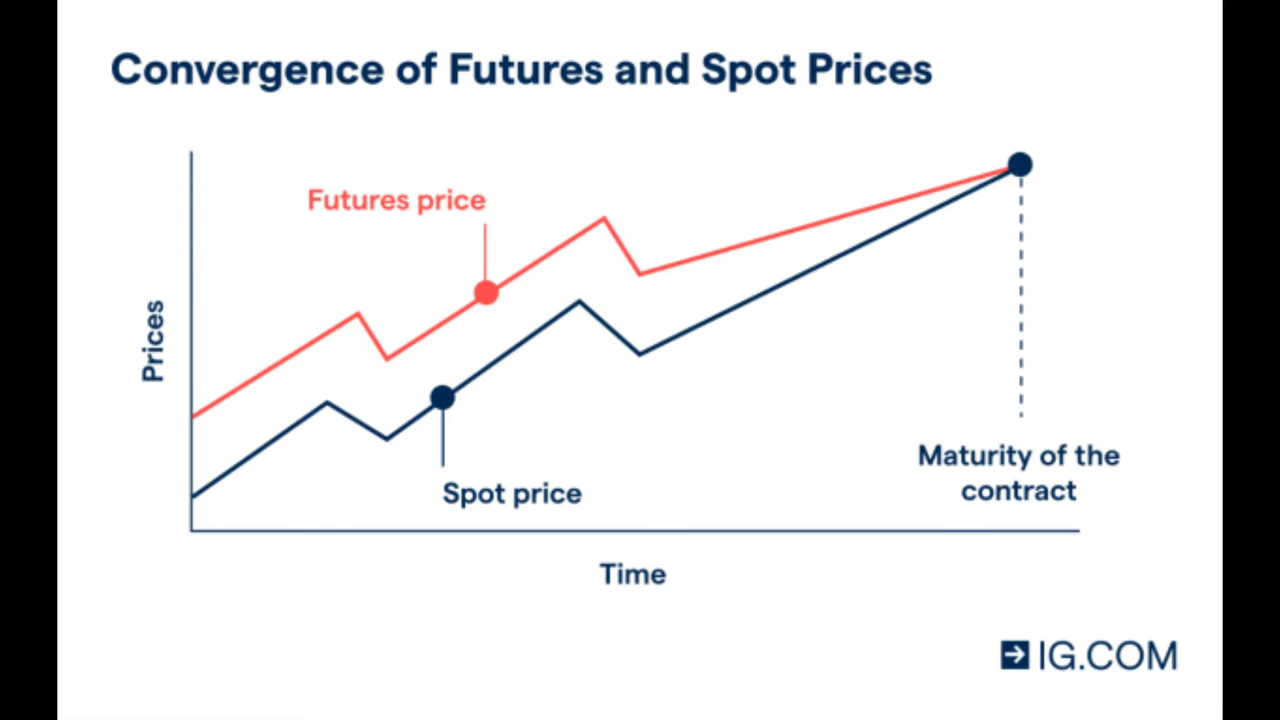 Convergence of Futures and Spot Prices
Futures price
Prices
Spot price
Maturity of the
contract
Time
IG.COM